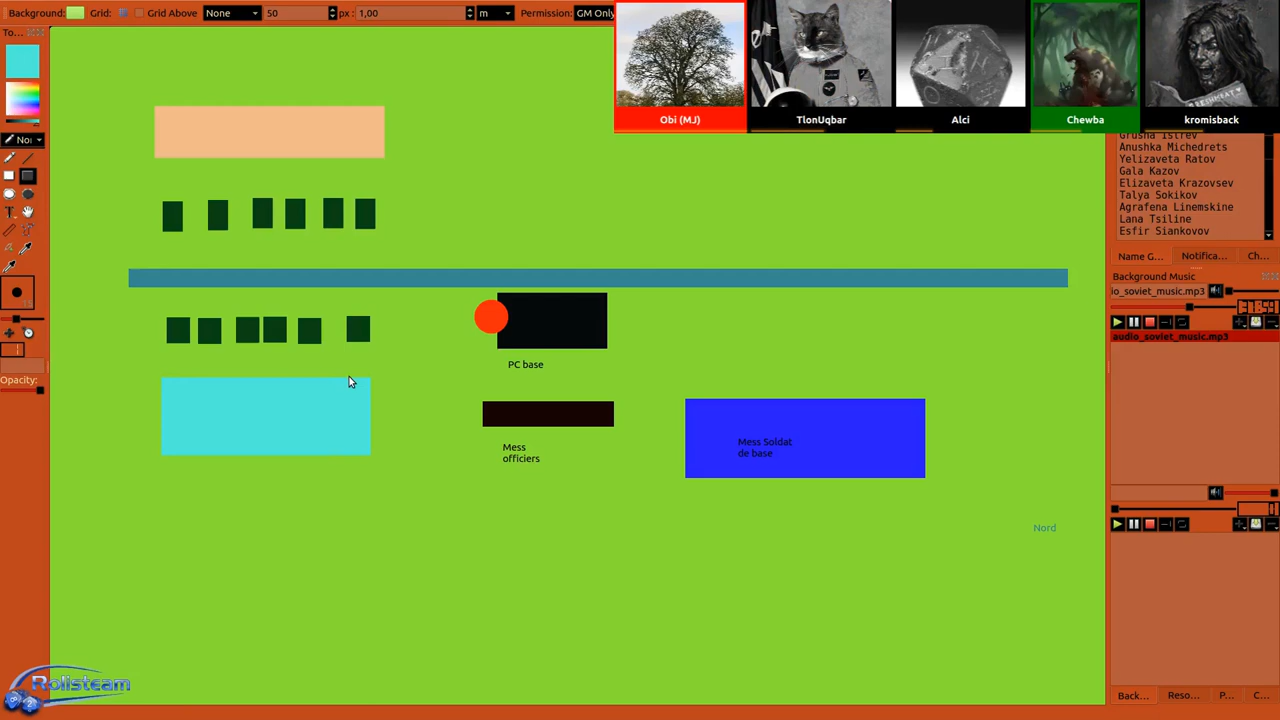 Background: Grid: Grid Above None 50 px : 1,00 m Permission: GM Only
To...
Obi (MJ) TlonUqbar Alci Chewba kromisback
Grusha Istrev
Anushka Michedrets
Yelizaveta Ratov
Gala Kazov
Elizaveta Krazovsev
Talya Sokikov
Agrafena Linemskine
Lana Tsiline
Esfir Siankovov
Name G... Notifica... Ch...
Background Music
io_soviet_music.mp3
audio_soviet_music.mp3
Opacity:
PC base
Mess
officiers
Mess Soldat
de base
Nord
Rolisteam
Back... Reso... P... C...